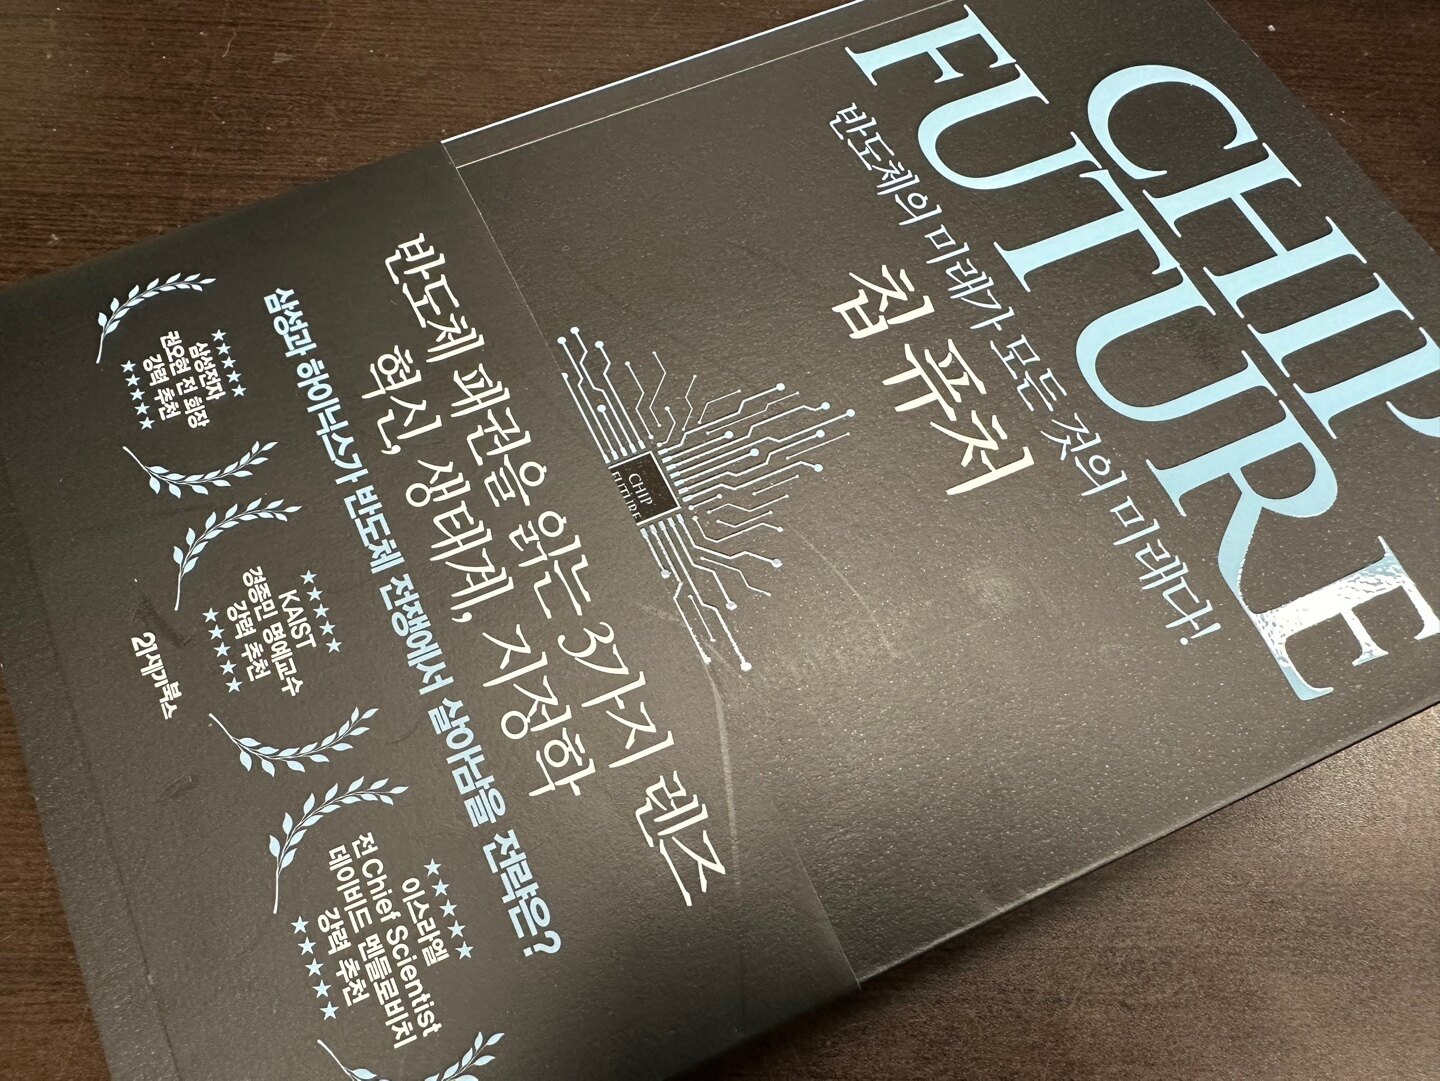 CHIP
FUTURE
반도체의 미래가 모든 것의 미래다!
칩 퓨처
CHIP
FUTURE
반도체 패권을 읽는 3가지 렌즈
혁신, 생태계, 지정학
삼성과 하이닉스가 반도체 전쟁에서 살아남을 전략은?
삼성전자
권오현 전 회장
강력 추천
KAIST
경종민 명예교수
강력 추천
이스라엘
전 Chief Scientist
데이비드 멘들로비치
강력 추천
21세기북스